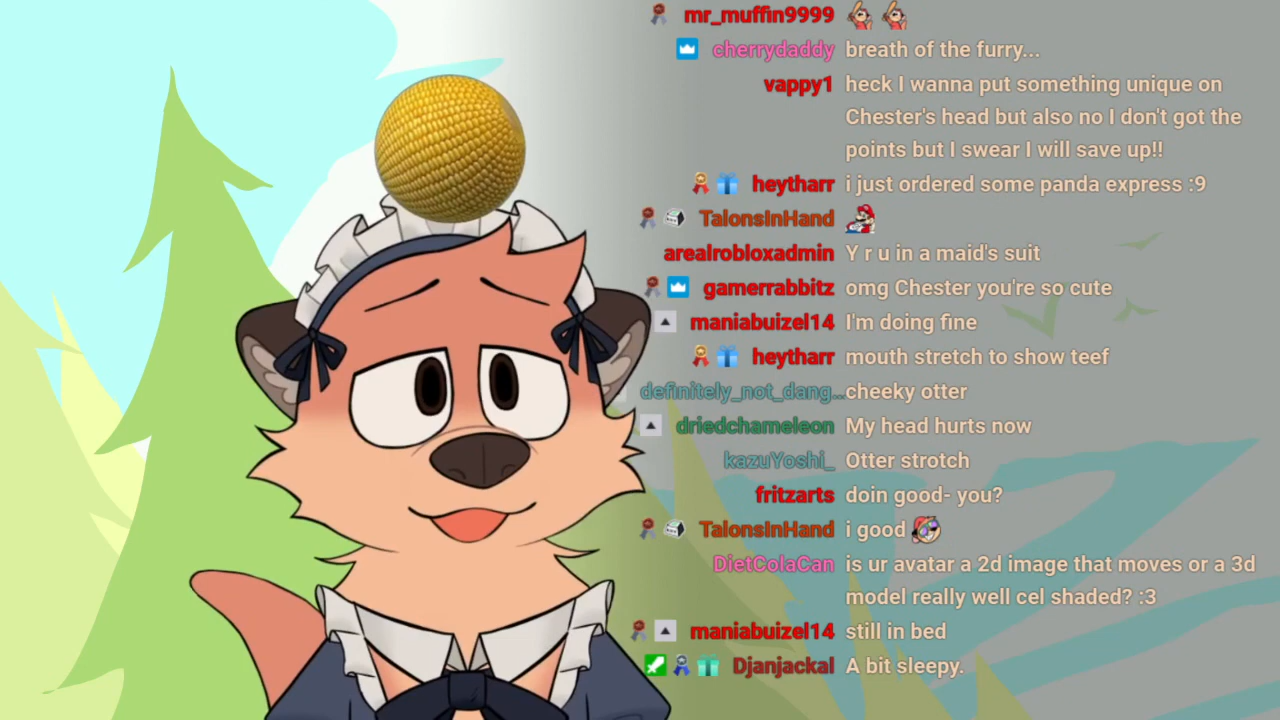 mr_muffin9999
cherrydaddy breath of the furry...
vappy1 heck I wanna put something unique on
Chester's head but also no I don't got the
points but I swear I will save up!!
heytharr i just ordered some panda express :9
TalonsInHand
arealrobloxadmin Y r u in a maid's suit
gamerrabbitz omg Chester you're so cute
maniabuizel14 I'm doing fine
heytharr mouth stretch to show teef
definitely_not_dang... cheeky otter
driedchameleon My head hurts now
kazuYoshi_ Otter strotch
fritzarts doin good- you?
TalonsInHand i good
DietColaCan is ur avatar a 2d image that moves or a 3d
model really well cel shaded? :3
maniabuizel14 still in bed
Djanjackal A bit sleepy.